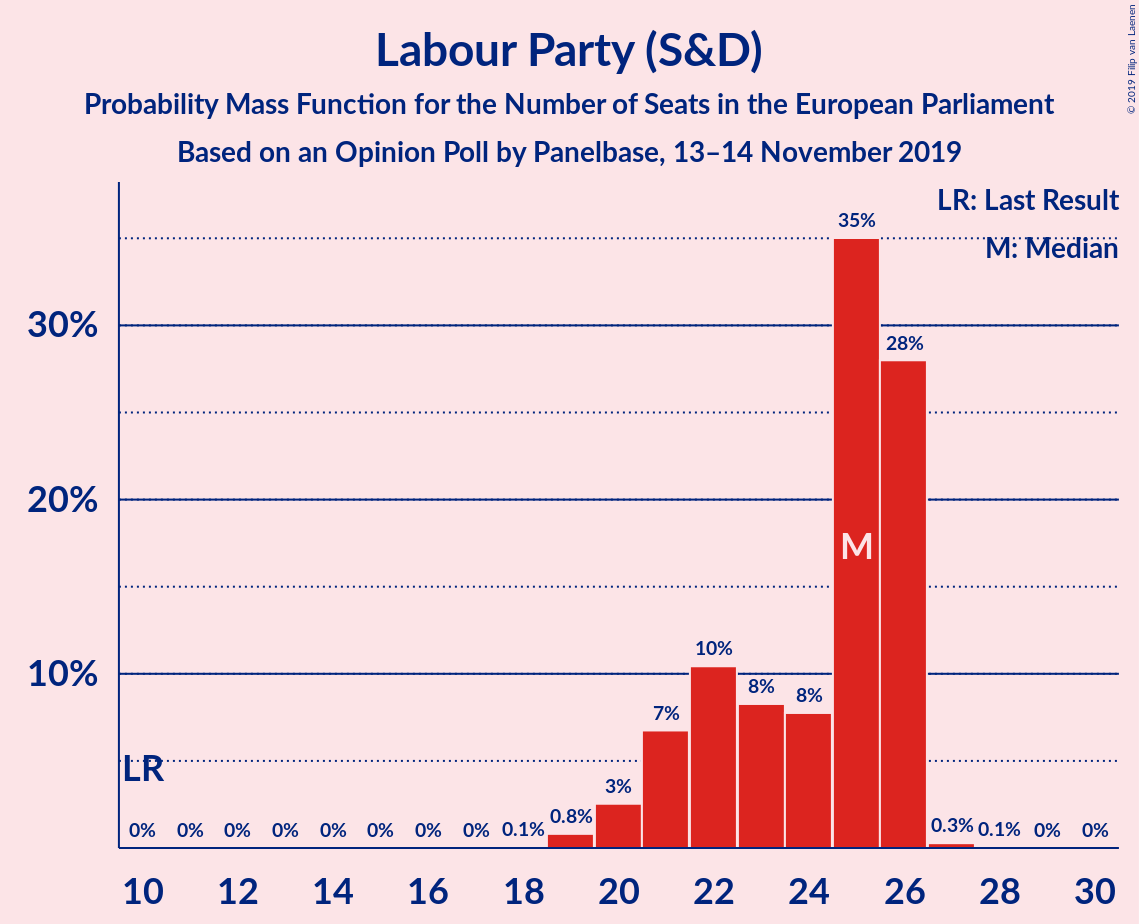 Labour Party (S&D)
Probability Mass Function for the Number of Seats in the European Parliament
Based on an Opinion Poll by Panelbase, 13–14 November 2019
© 2019 Filip van Laenen
LR: Last Result
M: Median
35%
30%
28%
20%
M
10%
10%
8%
8%
7%
LR
3%
0% 0% 0% 0% 0% 0% 0% 0% 0.1% 0.8% 0.3% 0.1% 0% 0%
10 12 14 16 18 20 22 24 26 28 30